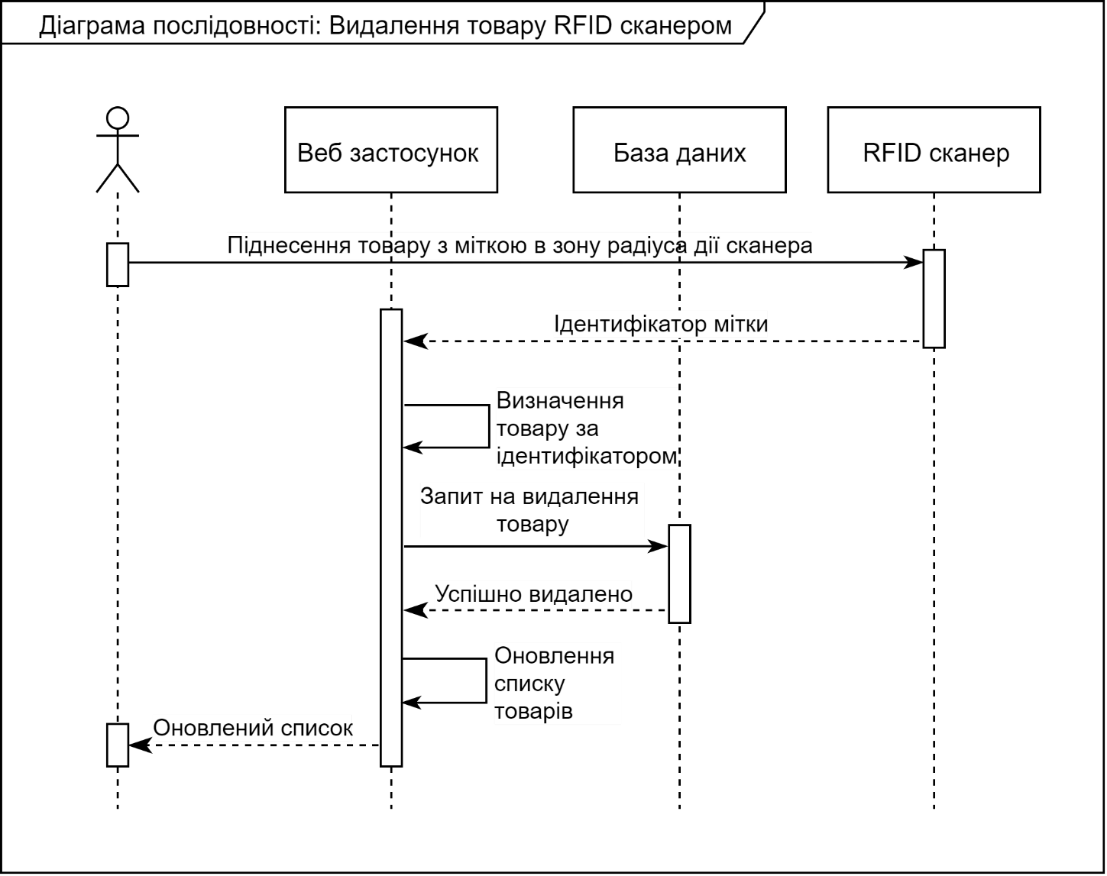 Діаграма послідовності: Видалення товару RFID сканером
Веб застосунок
База даних
RFID сканер
Піднесення товару з міткою в зону радіуса дії сканера
Ідентифікатор мітки
Визначення
товару за
ідентифікатором
Запит на видалення
товару
Успішно видалено
Оновлення
списку
товарів
Оновлений список